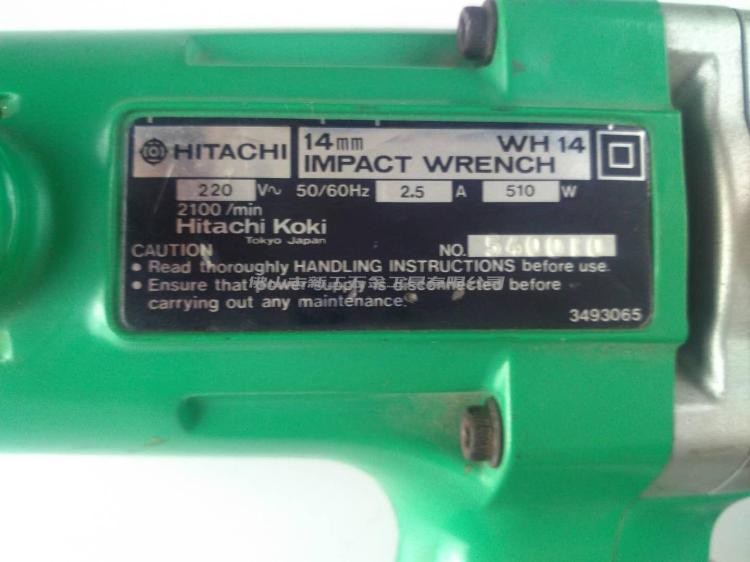 HITACHI
14mm WH 14
IMPACT WRENCH
220 V~ 50/60Hz 2.5 A 510 W
2100/min
Hitachi Koki
Tokyo Japan
CAUTION NO.
• Read thoroughly HANDLING INSTRUCTIONS before use.
• Ensure that power supply is disconnected before
carrying out any maintenance.
3493065